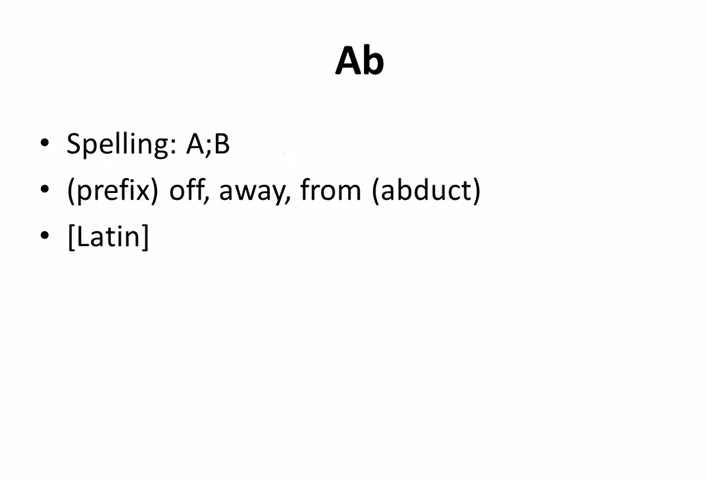 Ab
• Spelling: A;B
• (prefix) off, away, from (abduct)
• [Latin]